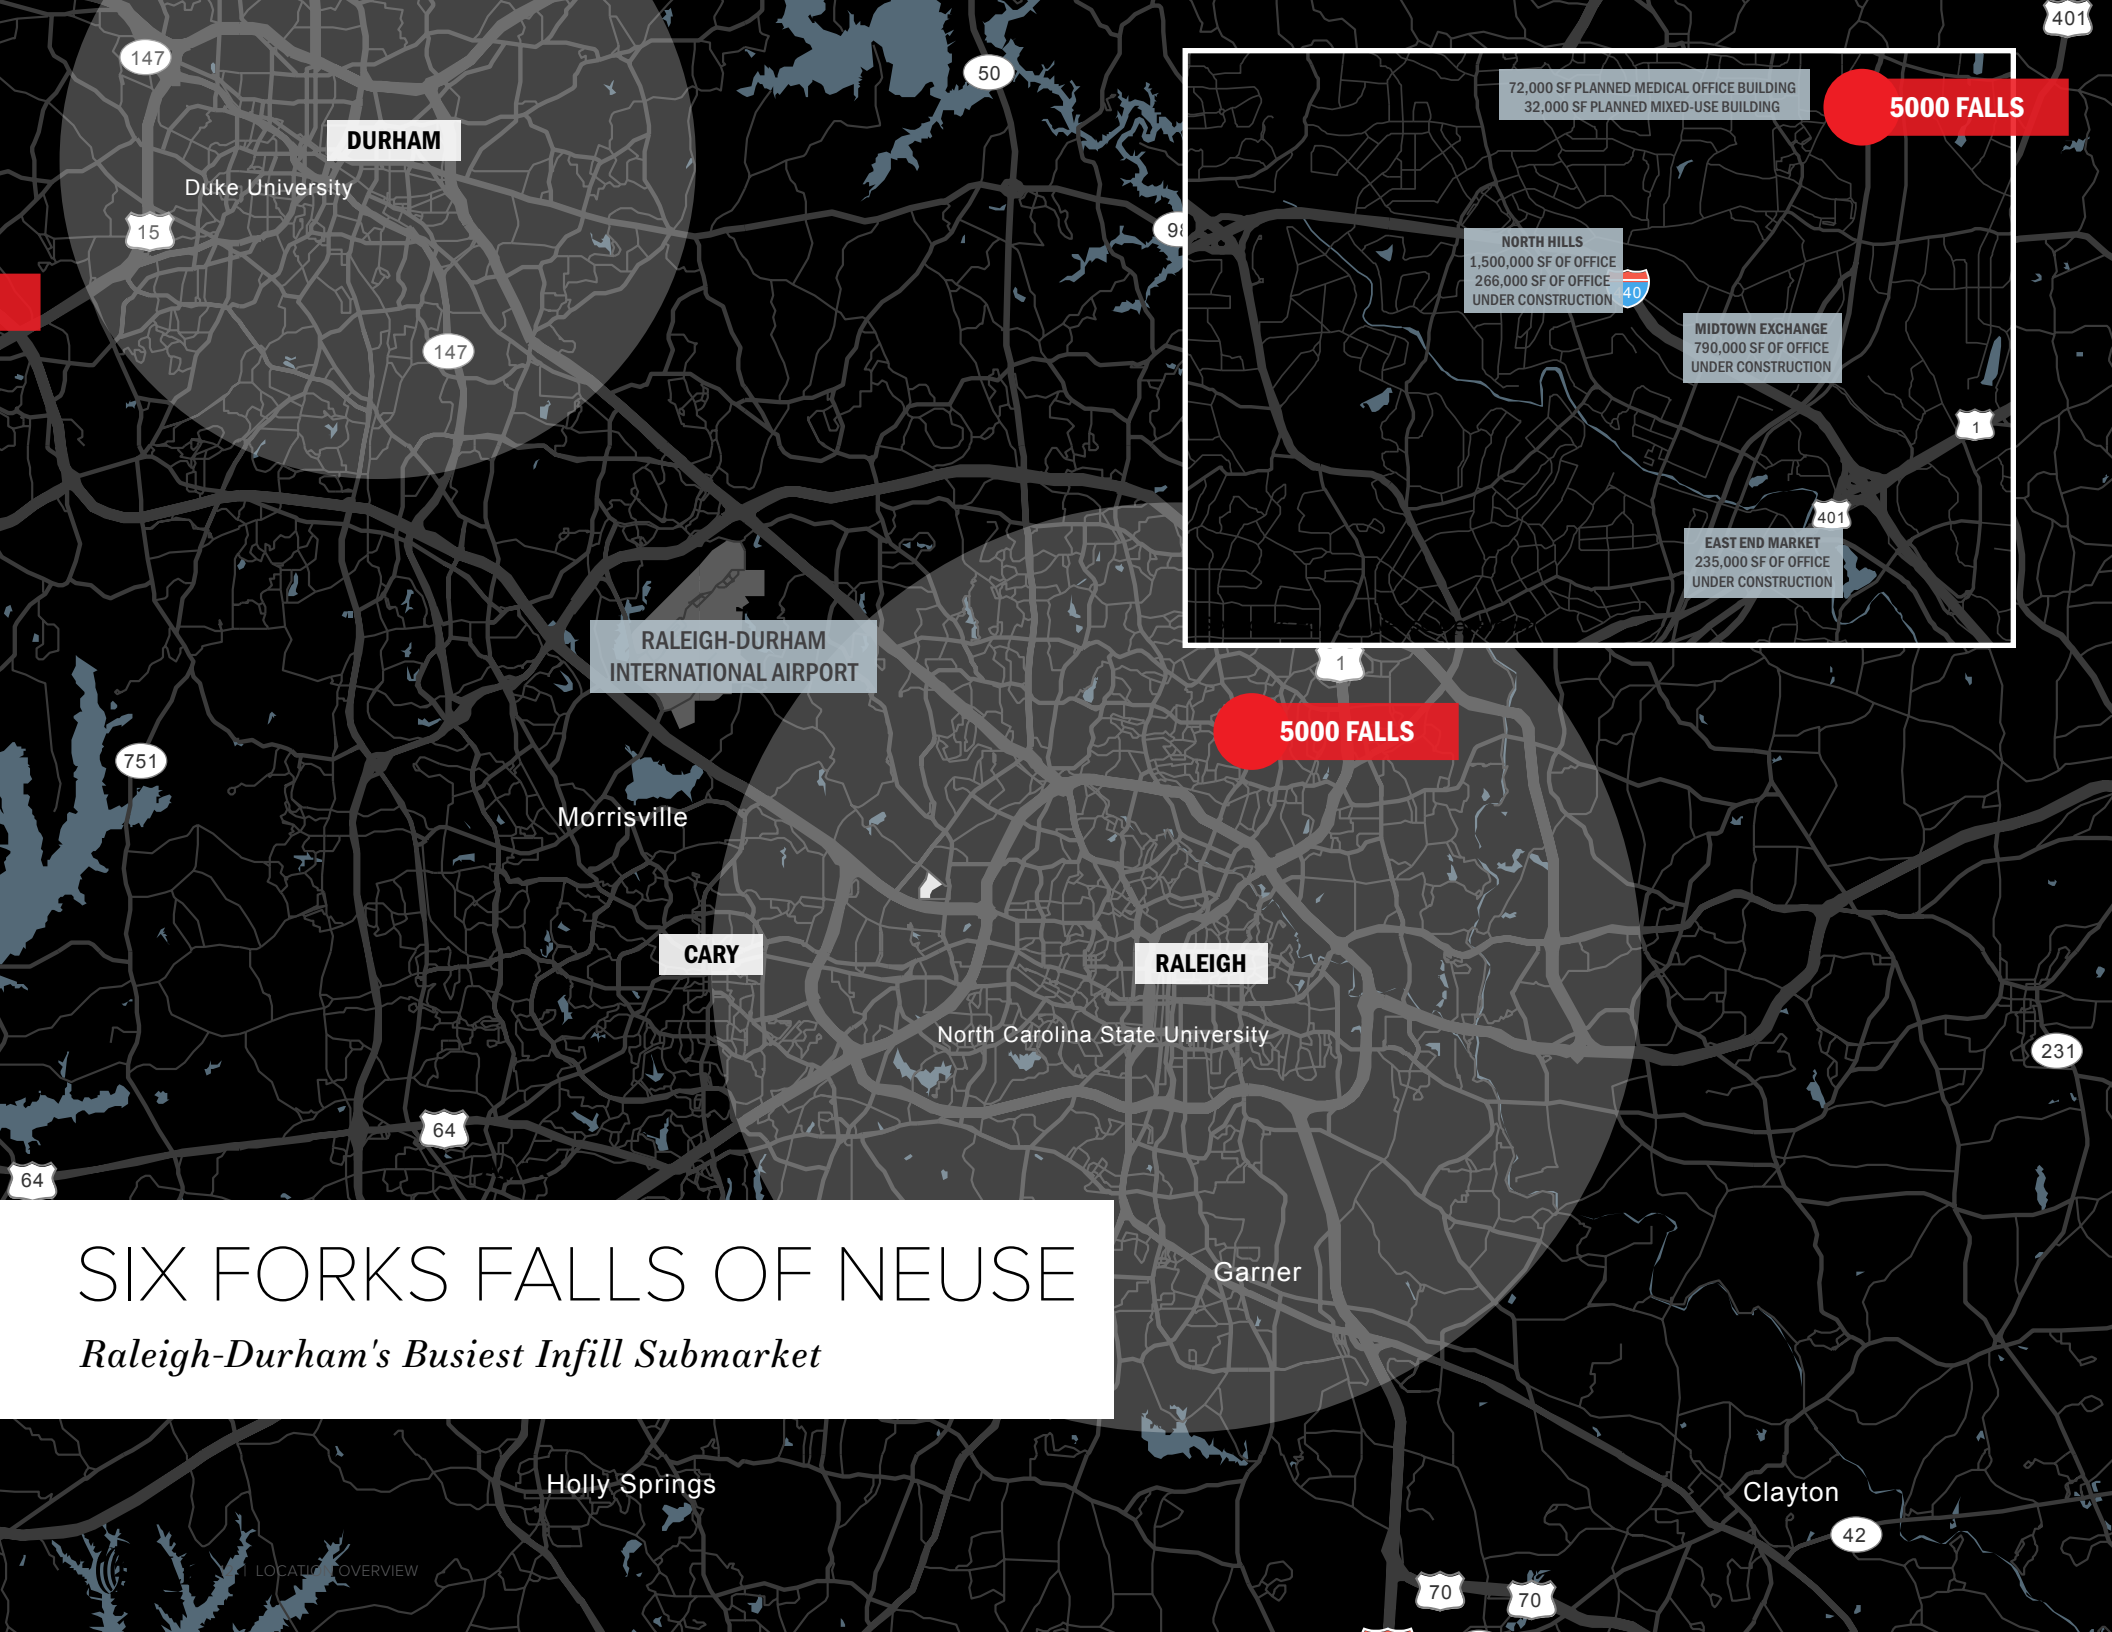 401
147
50
72,000 SF PLANNED MEDICAL OFFICE BUILDING
32,000 SF PLANNED MIXED-USE BUILDING
5000 FALLS
DURHAM
Duke University
15
NORTH HILLS
1,500,000 SF OF OFFICE
266,000 SF OF OFFICE
UNDER CONSTRUCTION
40
MIDTOWN EXCHANGE
790,000 SF OF OFFICE
UNDER CONSTRUCTION
147
1
401
EAST END MARKET
235,000 SF OF OFFICE
UNDER CONSTRUCTION
RALEIGH-DURHAM
INTERNATIONAL AIRPORT
1
5000 FALLS
751
Morrisville
CARY
RALEIGH
North Carolina State University
231
64
64
SIX FORKS FALLS OF NEUSE
Raleigh-Durham's Busiest Infill Submarket
Garner
Holly Springs
Clayton
42
LOCATION OVERVIEW
70
70